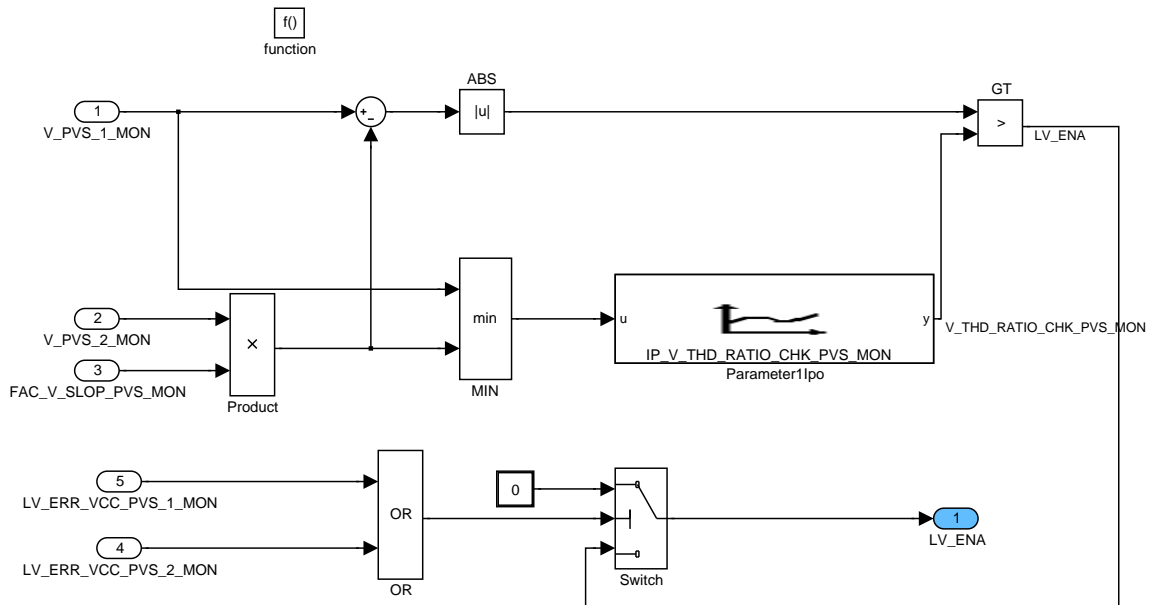 f()
function
ABS
GT
1
V_PVS_1_MON
+
−
|u|
>
LV_ENA
2
V_PVS_2_MON
3
FAC_V_SLOP_PVS_MON
×
Product
min
MIN
u
y
IP_V_THD_RATIO_CHK_PVS_MON
Parameter1Ipo
V_THD_RATIO_CHK_PVS_MON
5
LV_ERR_VCC_PVS_1_MON
4
LV_ERR_VCC_PVS_2_MON
OR
OR
0
Switch
1
LV_ENA